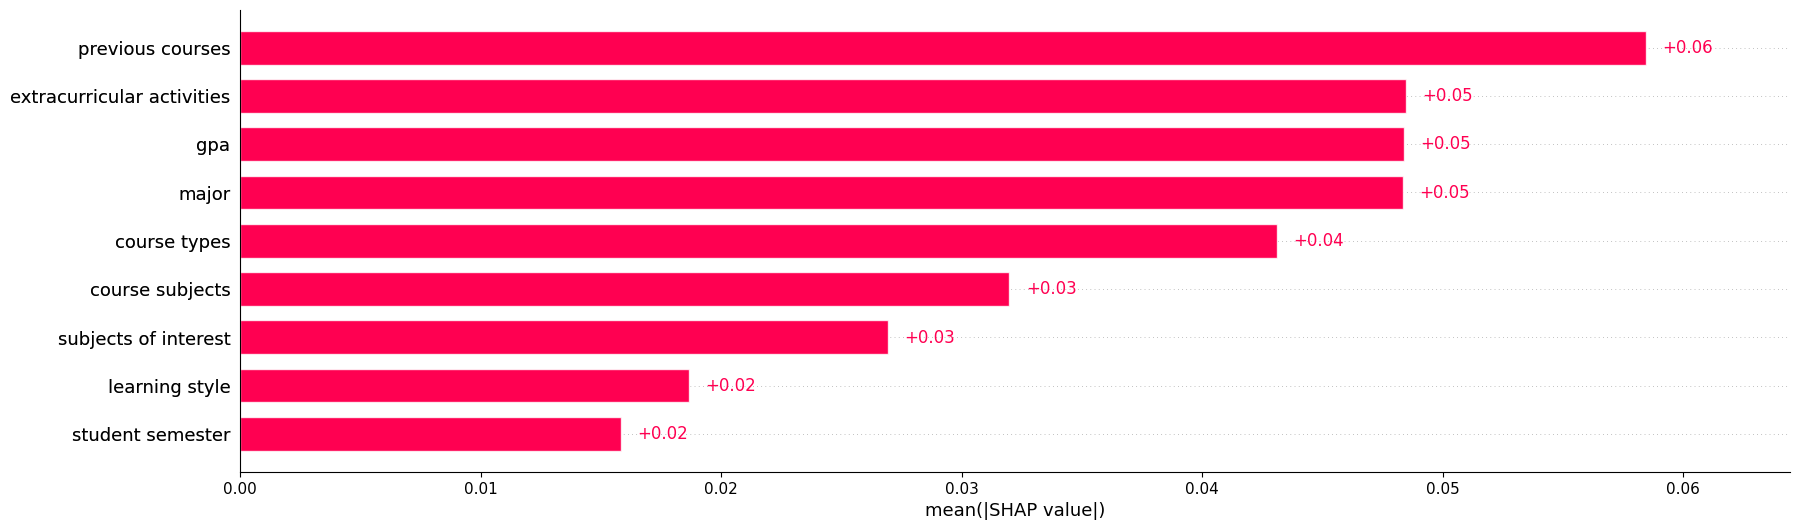 previous courses +0.06
extracurricular activities +0.05
gpa +0.05
major +0.05
course types +0.04
course subjects +0.03
subjects of interest +0.03
learning style +0.02
student semester +0.02
0.00 0.01 0.02 0.03 0.04 0.05 0.06
mean(|SHAP value|)